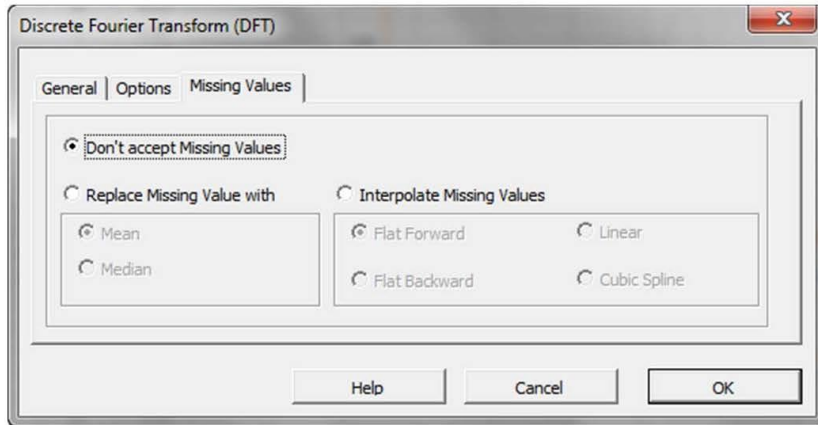 Discrete Fourier Transform (DFT)
General Options Missing Values
Don't accept Missing Values
Replace Missing Value with
Mean
Median
Interpolate Missing Values
Flat Forward Linear
Flat Backward Cubic Spline
Help Cancel OK